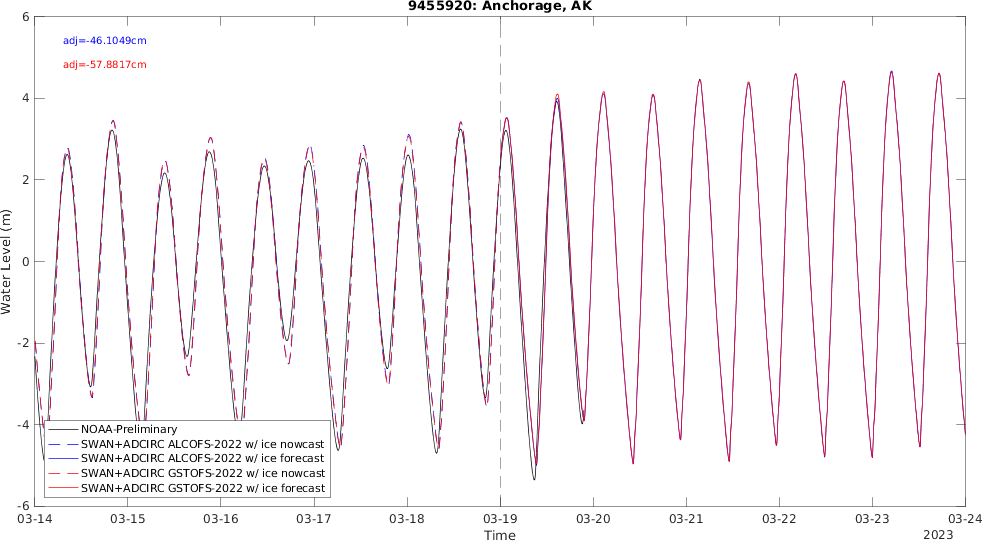 9455920: Anchorage, AK
adj=-46.1049cm
adj=-57.8817cm
6
4
2
0
-2
-4
-6
Water Level (m)
NOAA-Preliminary
SWAN+ADCIRC ALCOFS-2022 w/ ice nowcast
SWAN+ADCIRC ALCOFS-2022 w/ ice forecast
SWAN+ADCIRC GSTOFS-2022 w/ ice nowcast
SWAN+ADCIRC GSTOFS-2022 w/ ice forecast
03-14 03-15 03-16 03-17 03-18 03-19 03-20 03-21 03-22 03-23 03-24
Time
2023